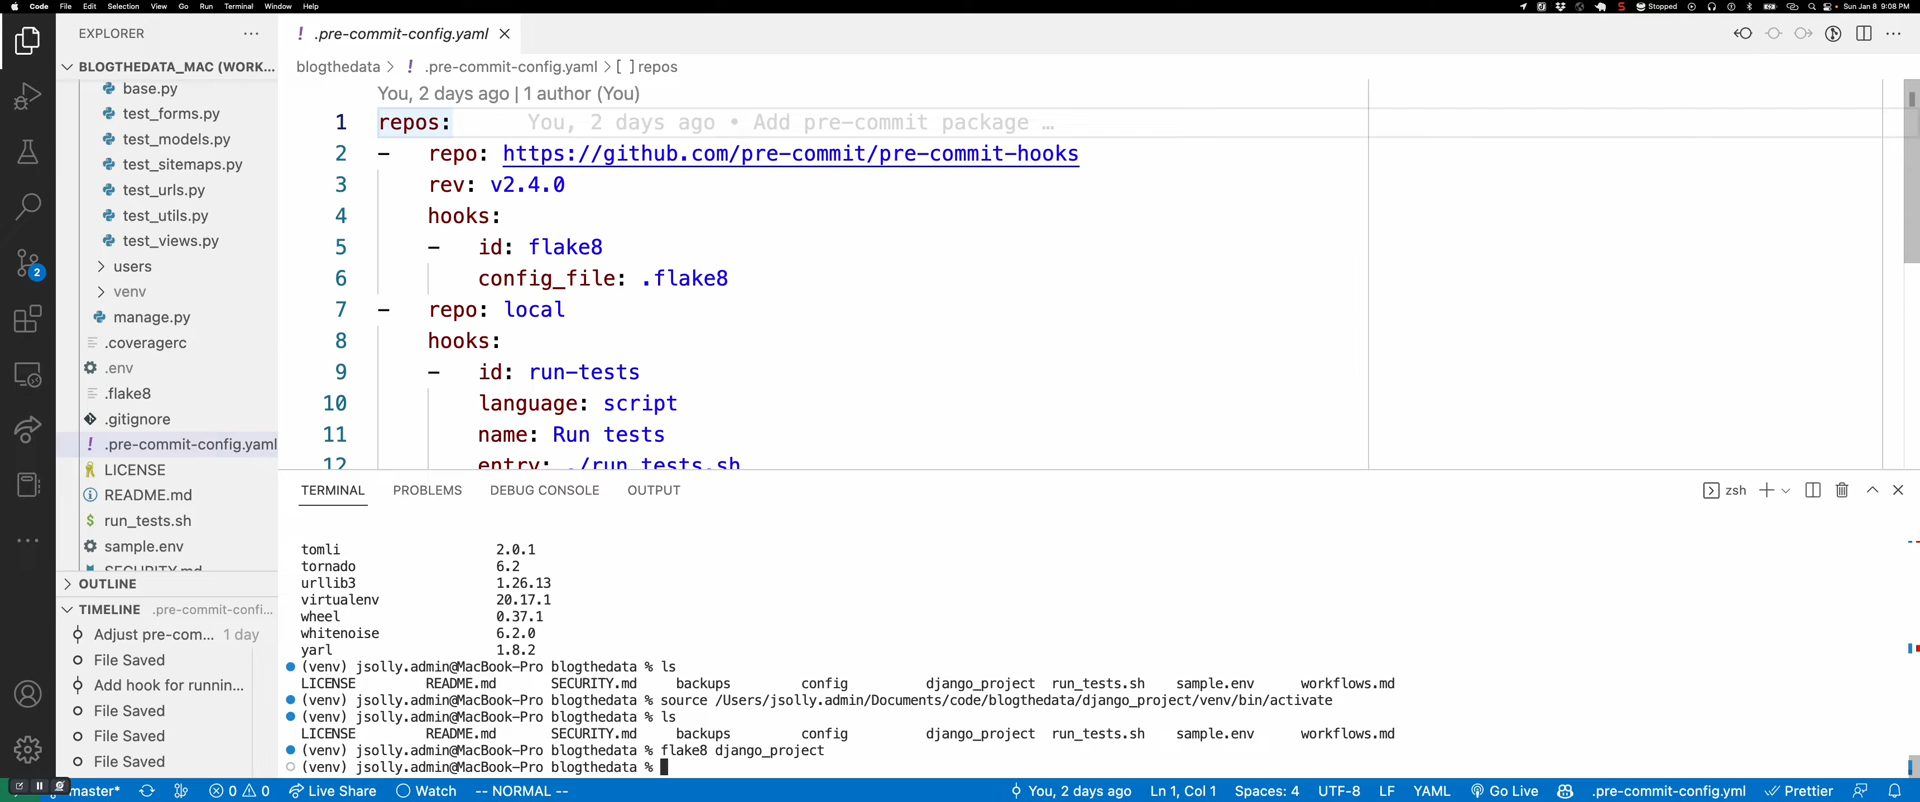 Code File Edit Selection View Go Run Terminal Window Help
Stopped Sun Jan 8 9:08 PM
EXPLORER
.pre-commit-config.yaml
BLOGTHEDATA_MAC (WORK...
blogthedata > ! .pre-commit-config.yaml > [ ] repos
base.py
test_forms.py
test_models.py
test_sitemaps.py
test_urls.py
test_utils.py
test_views.py
users
venv
manage.py
.coveragerc
.env
.flake8
.gitignore
.pre-commit-config.yaml
LICENSE
README.md
run_tests.sh
sample.env
SECURITY.md
OUTLINE
TIMELINE .pre-commit-confi...
Adjust pre-com... 1 day
File Saved
Add hook for runnin...
File Saved
File Saved
File Saved
2
You, 2 days ago | 1 author (You)
1 repos: You, 2 days ago • Add pre-commit package …
2 - repo: https://github.com/pre-commit/pre-commit-hooks
3 rev: v2.4.0
4 hooks:
5 - id: flake8
6 config_file: .flake8
7 - repo: local
8 hooks:
9 - id: run-tests
10 language: script
11 name: Run tests
12 entry: ./run_tests.sh
TERMINAL PROBLEMS DEBUG CONSOLE OUTPUT
zsh
tomli 2.0.1
tornado 6.2
urllib3 1.26.13
virtualenv 20.17.1
wheel 0.37.1
whitenoise 6.2.0
yarl 1.8.2
(venv) jsolly.admin@MacBook-Pro blogthedata % ls
LICENSE README.md SECURITY.md backups config django_project run_tests.sh sample.env workflows.md
(venv) jsolly.admin@MacBook-Pro blogthedata % source /Users/jsolly.admin/Documents/code/blogthedata/django_project/venv/bin/activate
(venv) jsolly.admin@MacBook-Pro blogthedata % ls
LICENSE README.md SECURITY.md backups config django_project run_tests.sh sample.env workflows.md
(venv) jsolly.admin@MacBook-Pro blogthedata % flake8 django_project
(venv) jsolly.admin@MacBook-Pro blogthedata %
master* 0 0 Live Share Watch -- NORMAL -- You, 2 days ago Ln 1, Col 1 Spaces: 4 UTF-8 LF YAML Go Live .pre-commit-config.yml Prettier